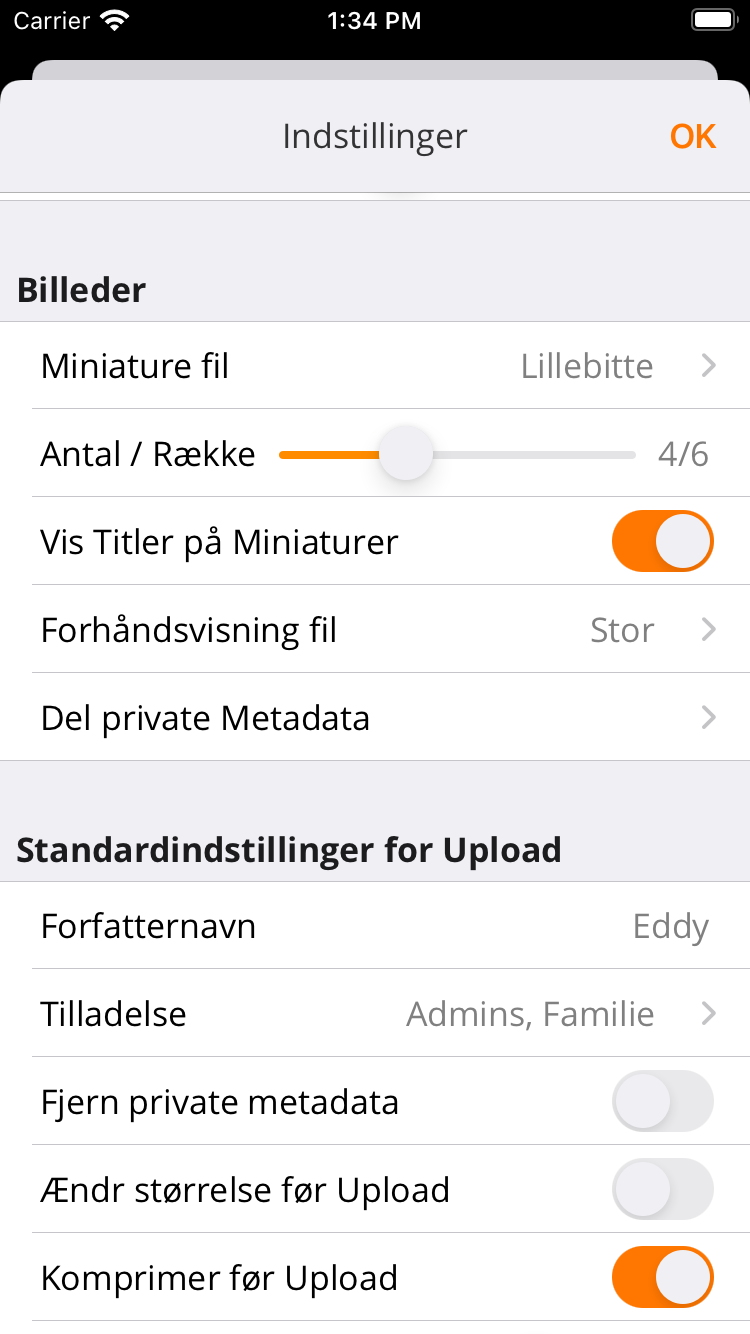 Carrier 1:34 PM
Indstillinger OK
Billeder
Miniature fil Lillebitte
Antal / Række 4/6
Vis Titler på Miniaturer
Forhåndsvisning fil Stor
Del private Metadata
Standardindstillinger for Upload
Forfatternavn Eddy
Tilladelse Admins, Familie
Fjern private metadata
Ændr størrelse før Upload
Komprimer før Upload